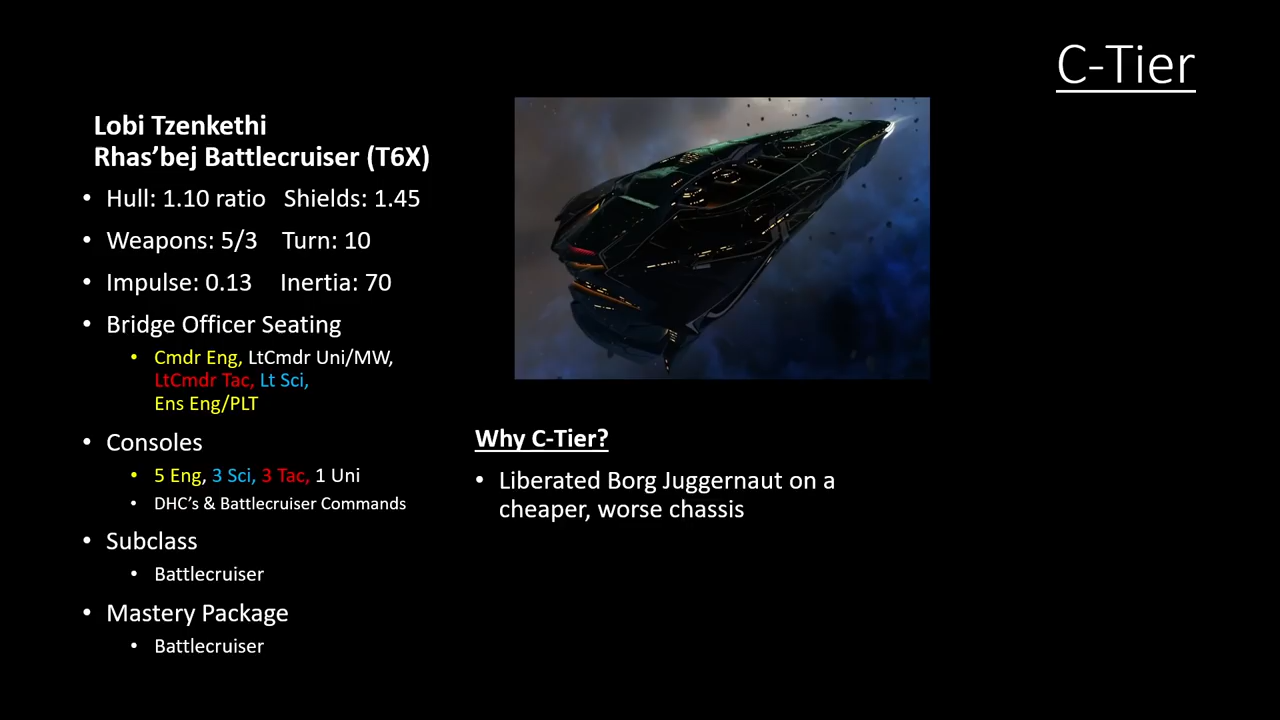 C-Tier
Lobi Tzenkethi
Rhas’bej Battlecruiser (T6X)
• Hull: 1.10 ratio Shields: 1.45
• Weapons: 5/3 Turn: 10
• Impulse: 0.13 Inertia: 70
• Bridge Officer Seating
• Cmdr Eng, LtCmdr Uni/MW,
LtCmdr Tac, Lt Sci,
Ens Eng/PLT
• Consoles
• 5 Eng, 3 Sci, 3 Tac, 1 Uni
• DHC’s & Battlecruiser Commands
• Subclass
• Battlecruiser
• Mastery Package
• Battlecruiser
Why C-Tier?
• Liberated Borg Juggernaut on a
cheaper, worse chassis